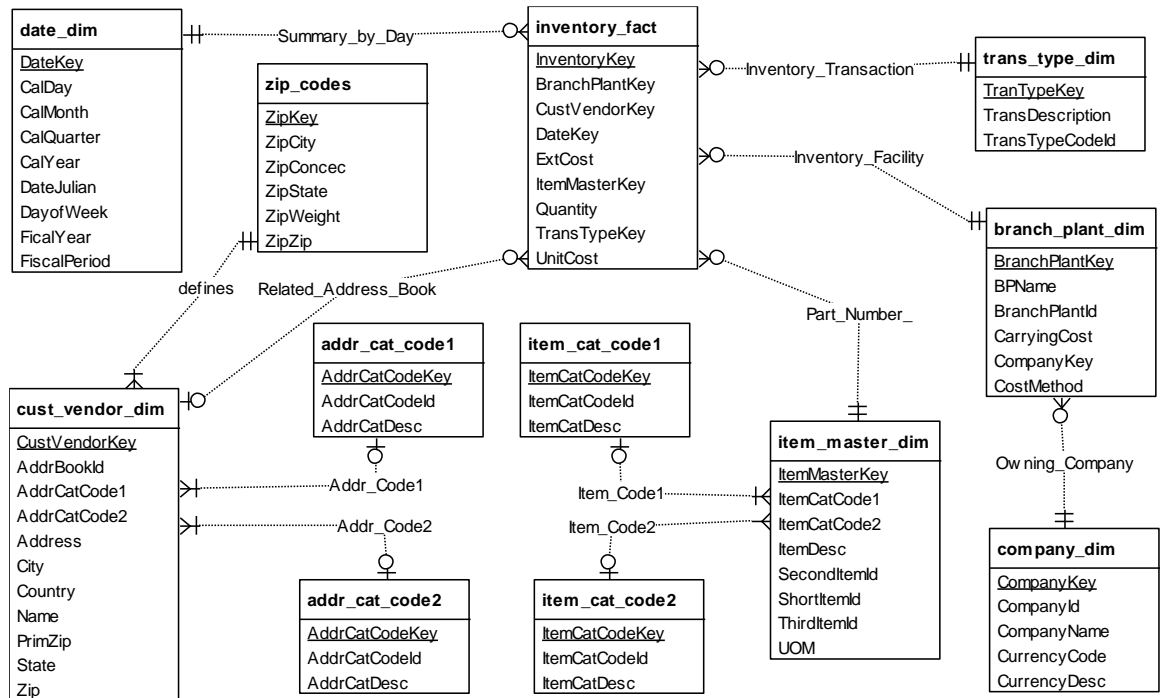 date_dim
DateKey
CalDay
CalMonth
CalQuarter
CalYear
DateJulian
DayofWeek
FicalYear
FiscalPeriod
Summary_by_Day
zip_codes
ZipKey
ZipCity
ZipConcec
ZipState
ZipWeight
ZipZip
inventory_fact
InventoryKey
BranchPlantKey
CustVendorKey
DateKey
ExtCost
ItemMasterKey
Quantity
TransTypeKey
UnitCost
Inventory_Transaction
trans_type_dim
TranTypeKey
TransDescription
TransTypeCodeId
Inventory_Facility
branch_plant_dim
BranchPlantKey
BPName
BranchPlantId
CarryingCost
CompanyKey
CostMethod
defines
Related_Address_Book
Part_Number_
addr_cat_code1
AddrCatCodeKey
AddrCatCodeId
AddrCatDesc
item_cat_code1
ItemCatCodeKey
ItemCatCodeId
ItemCatDesc
cust_vendor_dim
CustVendorKey
AddrBookId
AddrCatCode1
AddrCatCode2
Address
City
Country
Name
PrimZip
State
Zip
Addr_Code1
Addr_Code2
Item_Code1
Item_Code2
item_master_dim
ItemMasterKey
ItemCatCode1
ItemCatCode2
ItemDesc
SecondItemId
ShortItemId
ThirdItemId
UOM
Owning_Company
addr_cat_code2
AddrCatCodeKey
AddrCatCodeId
AddrCatDesc
item_cat_code2
ItemCatCodeKey
ItemCatCodeId
ItemCatDesc
company_dim
CompanyKey
CompanyId
CompanyName
CurrencyCode
CurrencyDesc